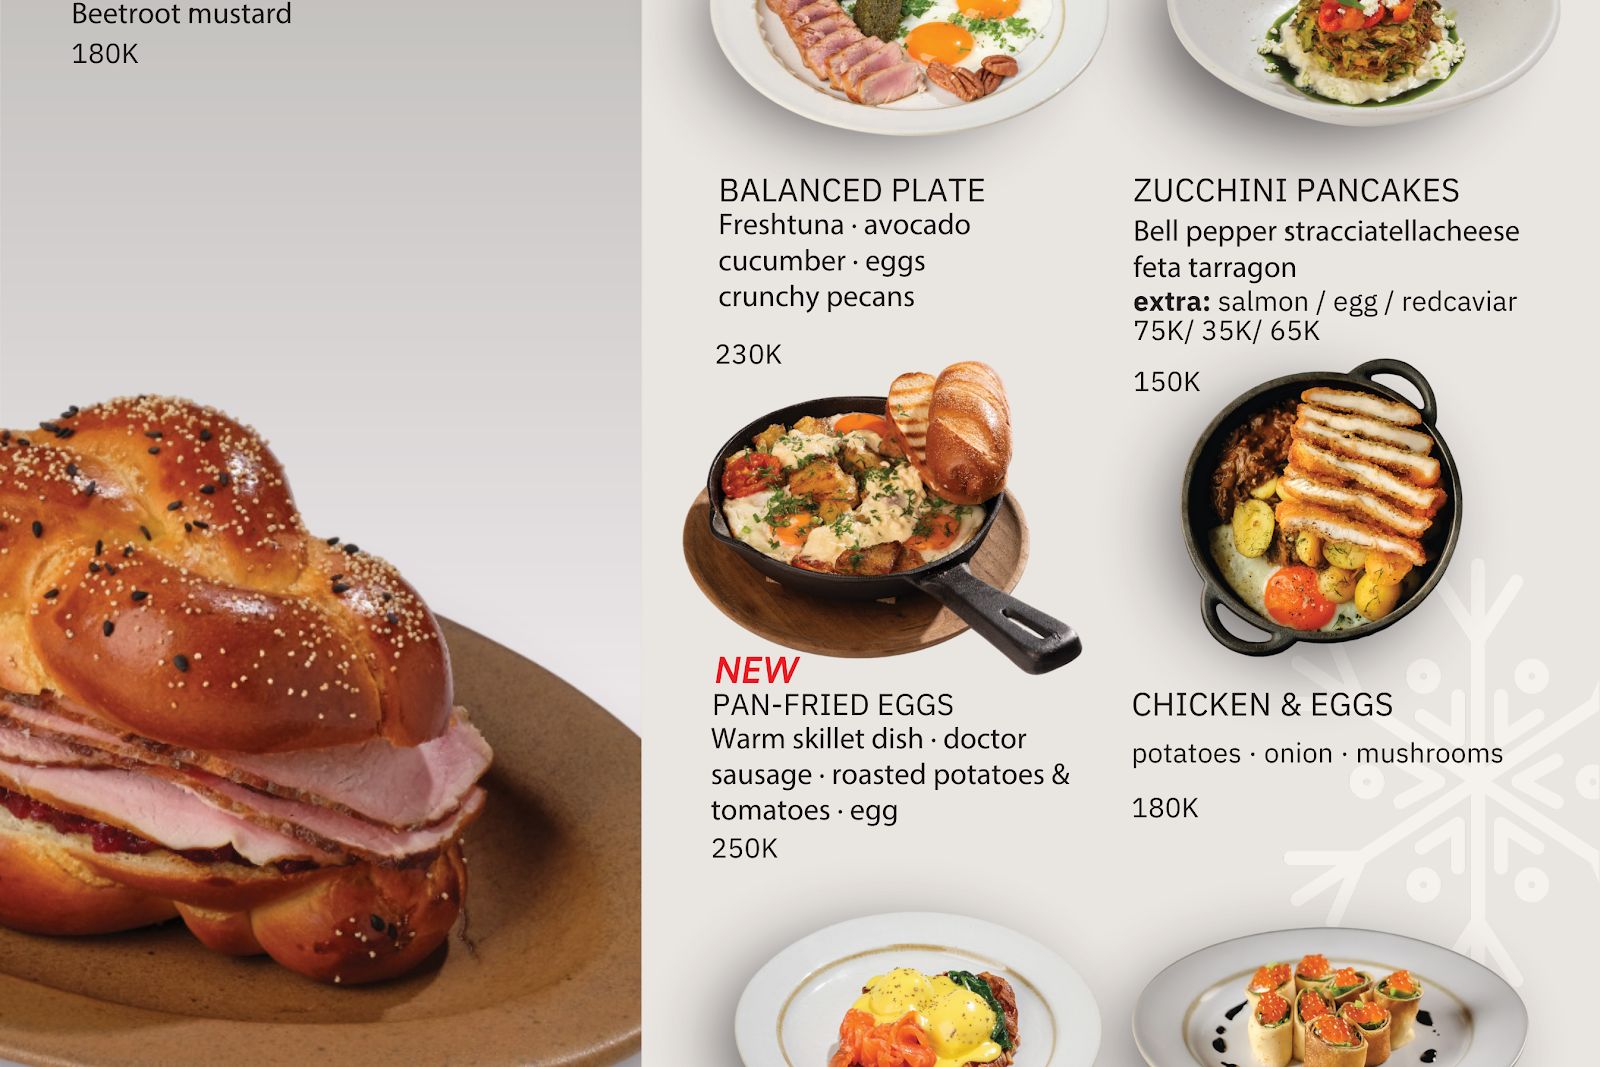 Beetroot mustard
180K
BALANCED PLATE
Freshtuna · avocado
cucumber · eggs
crunchy pecans
230K
ZUCCHINI PANCAKES
Bell pepper stracciatellacheese
feta tarragon
extra: salmon / egg / redcaviar
75K/ 35K/ 65K
150K
NEW
PAN-FRIED EGGS
Warm skillet dish · doctor
sausage · roasted potatoes &
tomatoes · egg
250K
CHICKEN & EGGS
potatoes · onion · mushrooms
180K